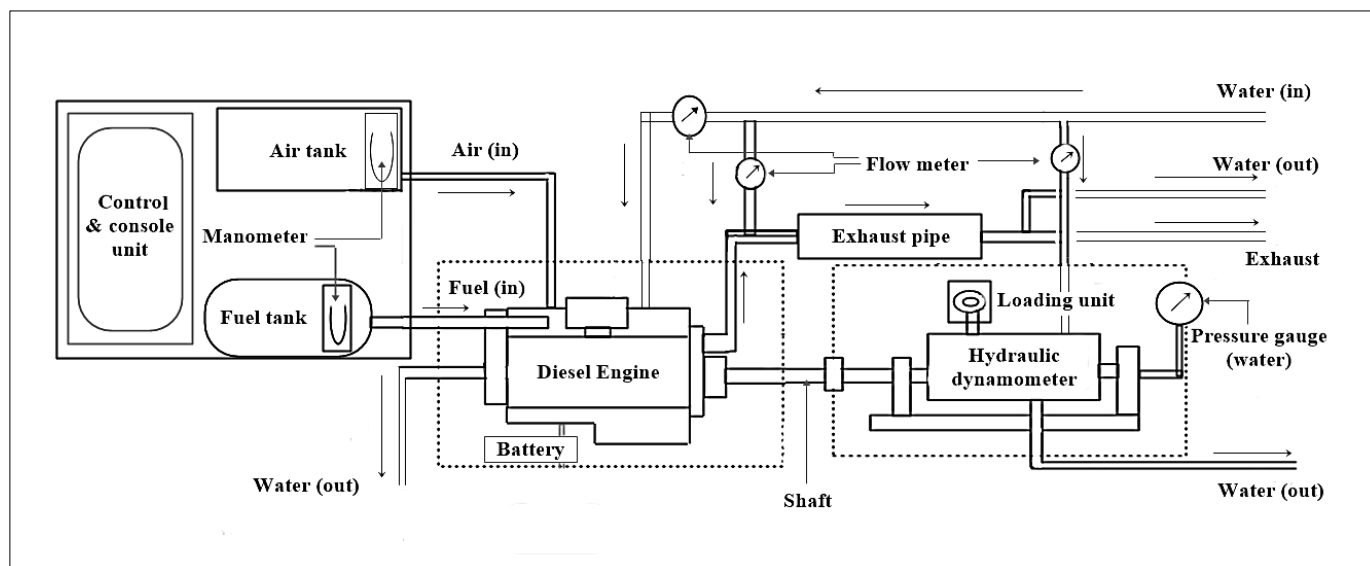 Water (in)
Air tank
Air (in)
Flow meter
Water (out)
Control
& console
unit
Manometer
Exhaust pipe
Exhaust
Fuel (in)
Fuel tank
Loading unit
Pressure gauge
(water)
Diesel Engine
Hydraulic
dynamometer
Battery
Water (out)
Shaft
Water (out)